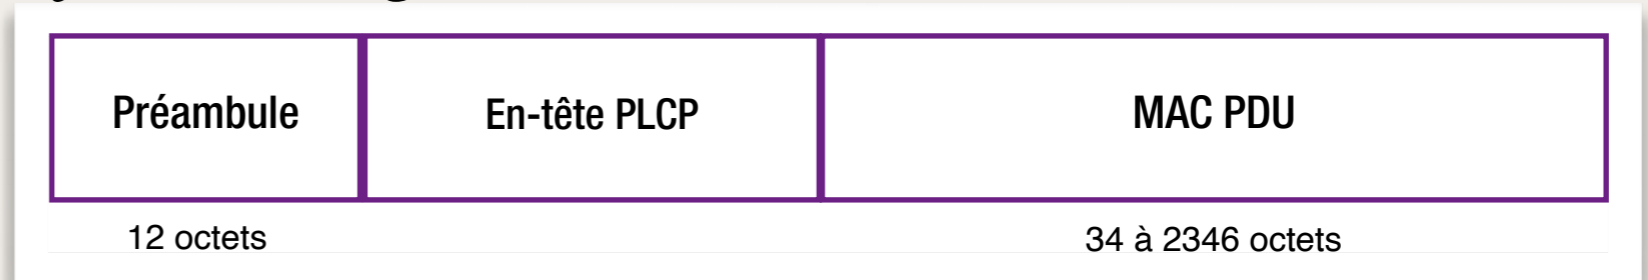 Préambule En-tête PLCP MAC PDU
12 octets 34 à 2346 octets